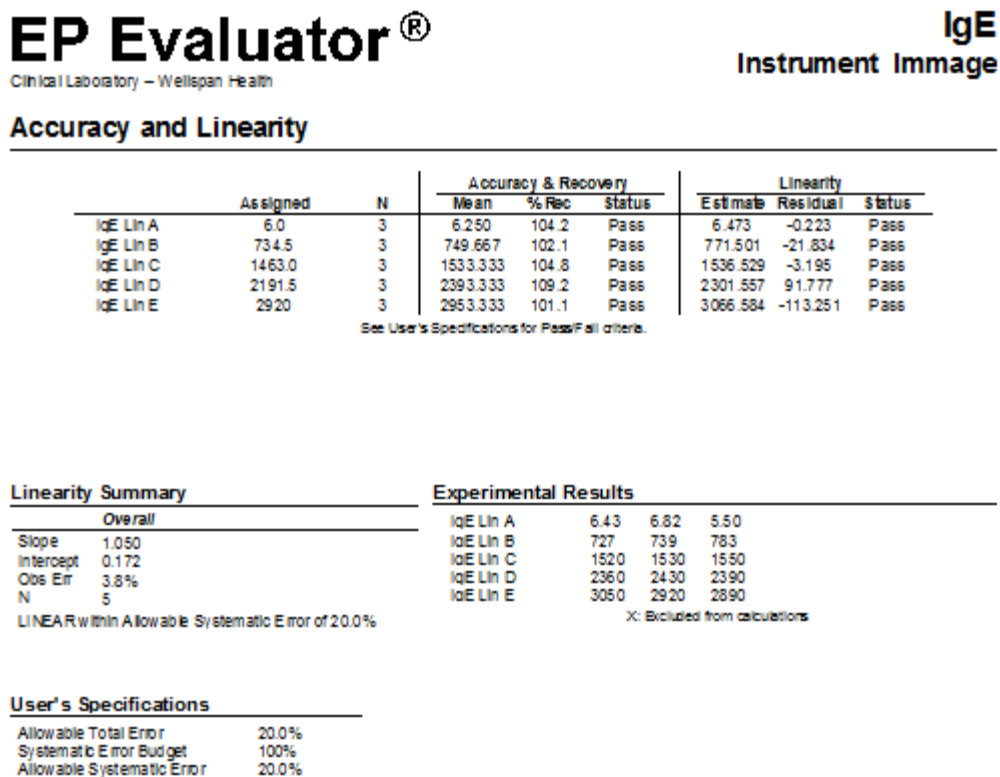 EP Evaluator®
IgE
Instrument Immage
Clinical Laboratory – Wellspan Health
Accuracy and Linearity
Accuracy & Recovery Linearity
Assigned N Mean % Rec Status Estimate Residual Status
IgE Lin A 6.0 3 6.250 104.2 Pass 6.473 -0.223 Pass
IgE Lin B 734.5 3 749.667 102.1 Pass 771.501 -21.834 Pass
IgE Lin C 1463.0 3 1533.333 104.8 Pass 1536.529 -3.195 Pass
IgE Lin D 2191.5 3 2393.333 109.2 Pass 2301.557 91.777 Pass
IgE Lin E 2920 3 2953.333 101.1 Pass 3066.584 -113.251 Pass
See User's Specifications for Pass/Fail criteria.
Linearity Summary
Overall
Slope 1.050
Intercept 0.172
Obs Err 3.8%
N 5
LINEAR within Allowable Systematic Error of 20.0%
Experimental Results
IgE Lin A 6.43 6.82 5.50
IgE Lin B 727 739 783
IgE Lin C 1520 1530 1550
IgE Lin D 2360 2430 2390
IgE Lin E 3050 2920 2890
X: Excluded from calculations
User's Specifications
Allowable Total Error 20.0%
Systematic Error Budget 100%
Allowable Systematic Error 20.0%